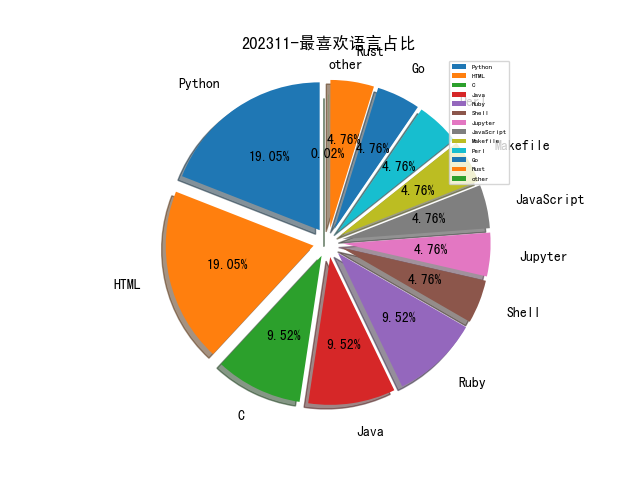 202311-最喜欢语言占比
Rust
other
Go
Python
Makefile
JavaScript
Jupyter
HTML
Shell
Ruby
C
Java
4.76%
0.02%
4.76%
19.05%
4.76%
4.76%
4.76%
4.76%
19.05%
4.76%
9.52%
9.52%
9.52%
Python
HTML
C
Java
Ruby
Shell
Jupyter
JavaScript
Makefile
Perl
Go
Rust
other